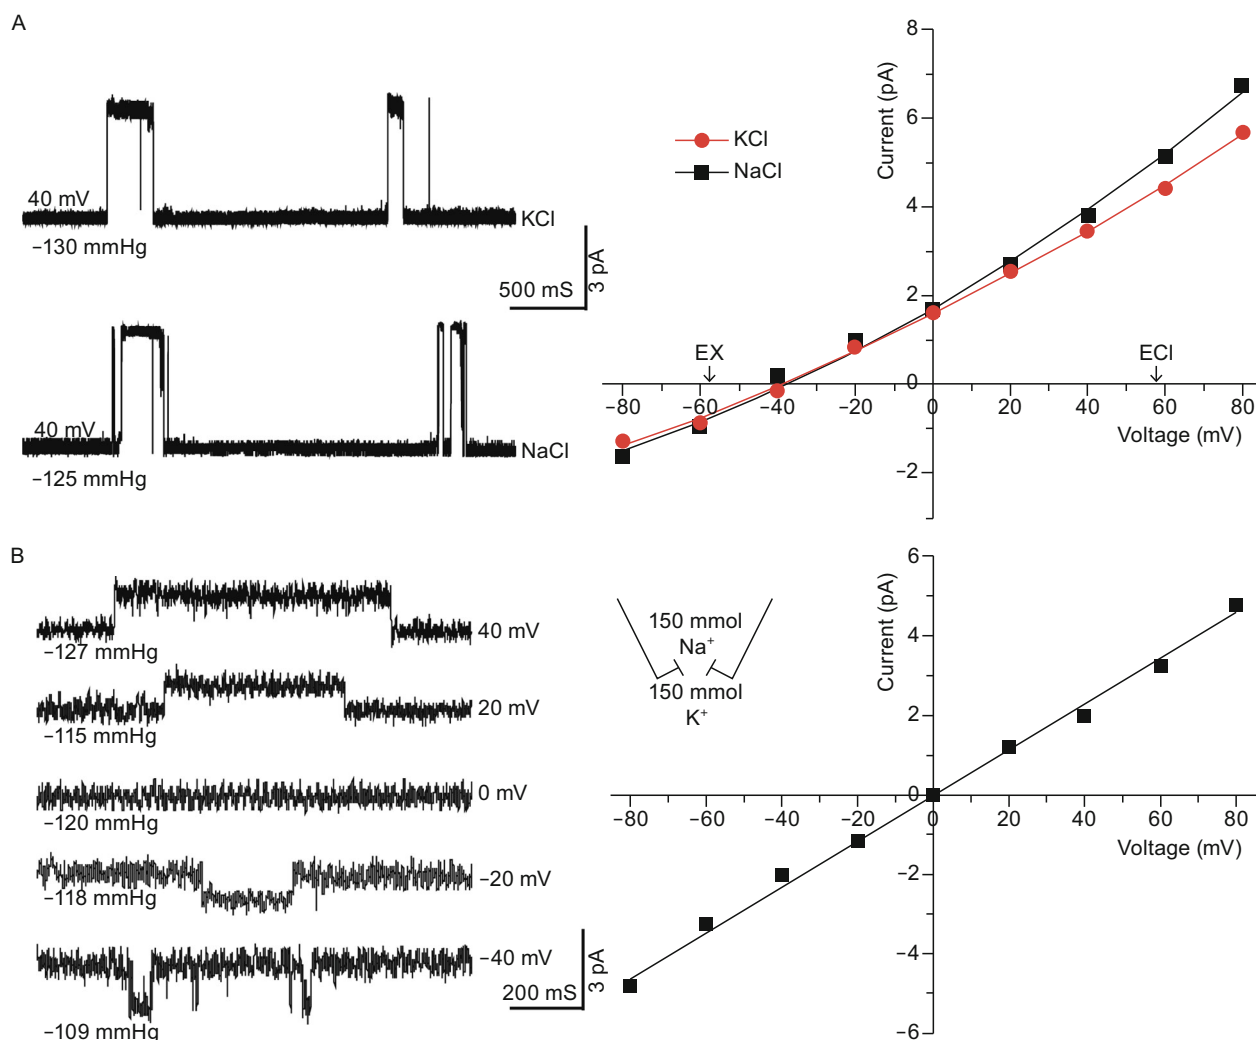 A
40 mV
KCl
−130 mmHg
500 mS
3 pA
40 mV
NaCl
−125 mmHg
KCl
NaCl
Current (pA)
8
6
4
2
0
−2
EX
ECl
−80 −60 −40 −20 0 20 40 60 80
Voltage (mV)
B
40 mV
−127 mmHg
20 mV
−115 mmHg
0 mV
−120 mmHg
−20 mV
−118 mmHg
−40 mV
−109 mmHg
200 mS
3 pA
150 mmol
Na⁺
150 mmol
K⁺
Current (pA)
6
4
2
0
−2
−4
−6
−80 −60 −40 −20 0 20 40 60 80
Voltage (mV)